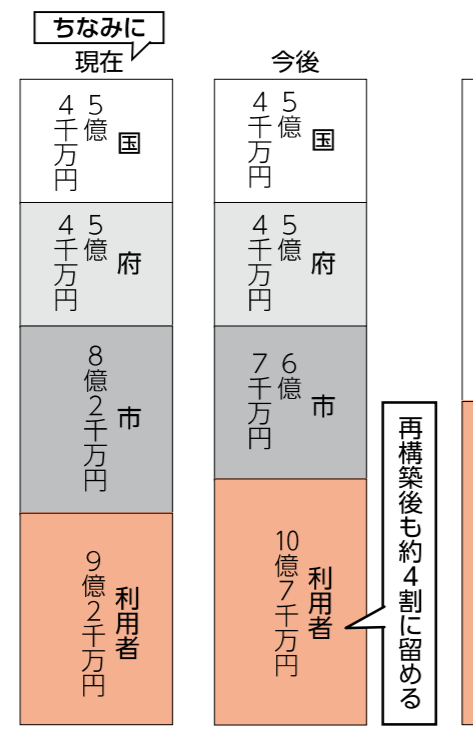 ちなみに
現在
国
5億
4千万円
府
5億
4千万円
市
8億2千万円
利用者
9億2千万円
今後
国
5億
4千万円
府
5億
4千万円
市
6億
7千万円
利用者
10億7千万円
再構築後も約4割に留める